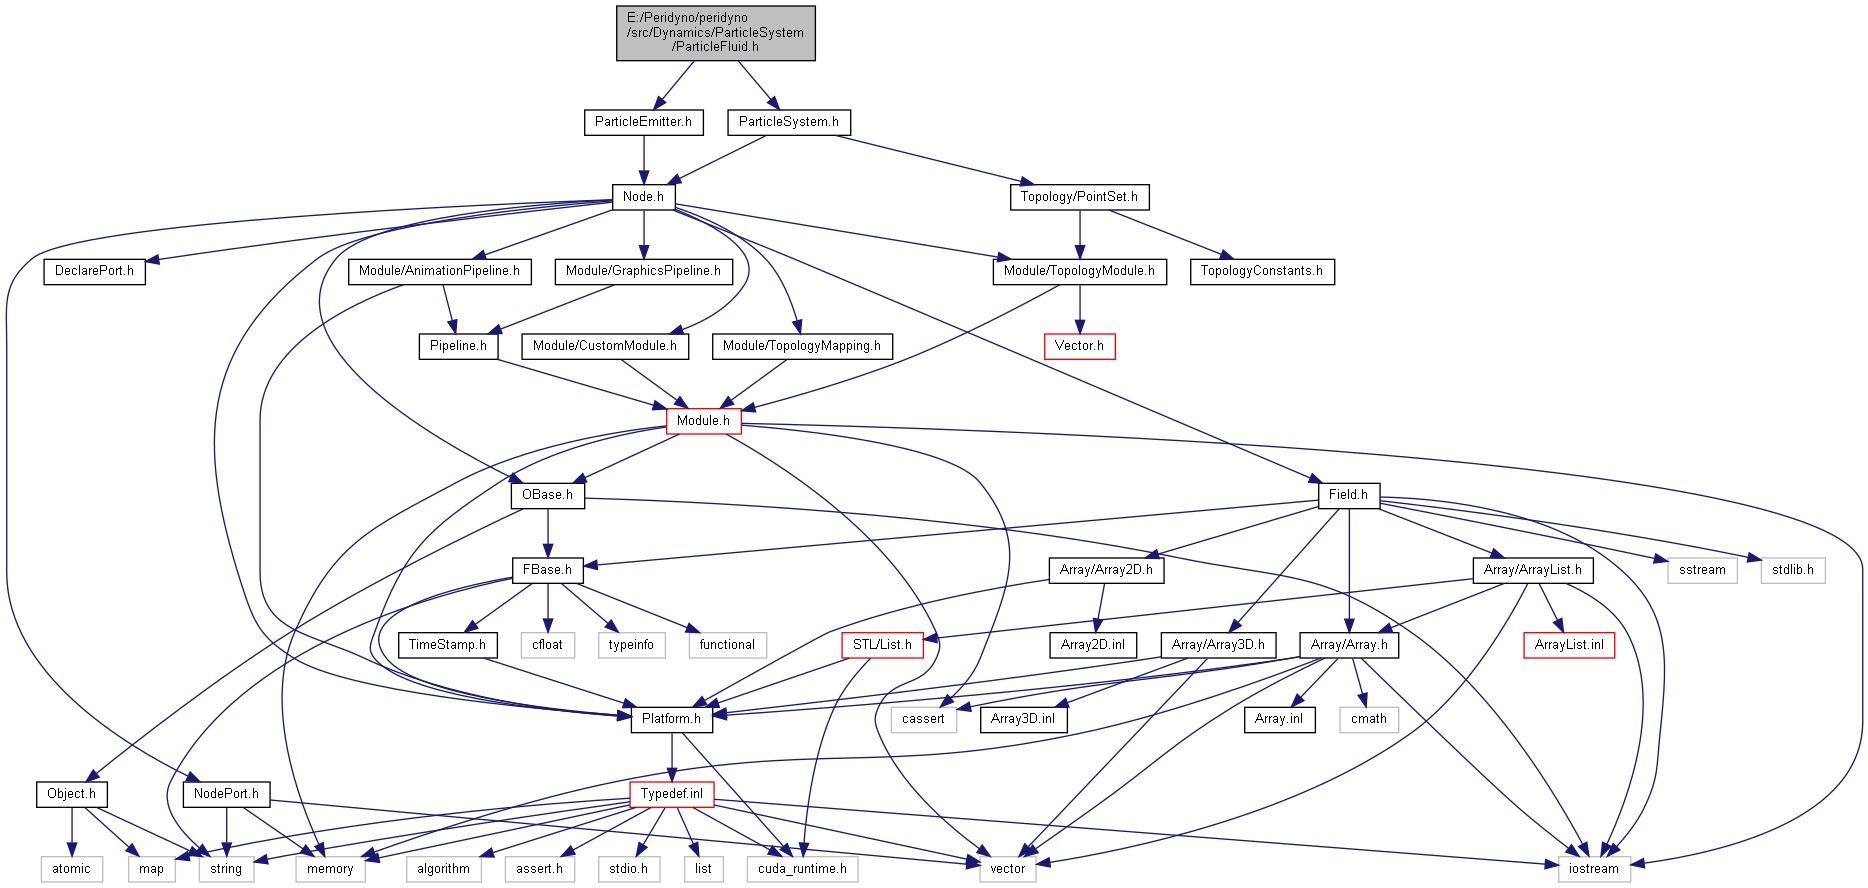 E:/Peridyno/peridyno
/src/Dynamics/ParticleSystem
/ParticleFluid.h
ParticleEmitter.h
ParticleSystem.h
Node.h
Topology/PointSet.h
DeclarePort.h
Module/AnimationPipeline.h
Module/GraphicsPipeline.h
Module/TopologyModule.h
TopologyConstants.h
Pipeline.h
Module/CustomModule.h
Module/TopologyMapping.h
Vector.h
Module.h
OBase.h
Field.h
FBase.h
Array/Array2D.h
Array/ArrayList.h
sstream
stdlib.h
TimeStamp.h
cfloat
typeinfo
functional
STL/List.h
Array2D.inl
Array/Array3D.h
Array/Array.h
ArrayList.inl
Platform.h
cassert
Array3D.inl
Array.inl
cmath
Object.h
NodePort.h
Typedef.inl
atomic
map
string
memory
algorithm
assert.h
stdio.h
list
cuda_runtime.h
vector
iostream